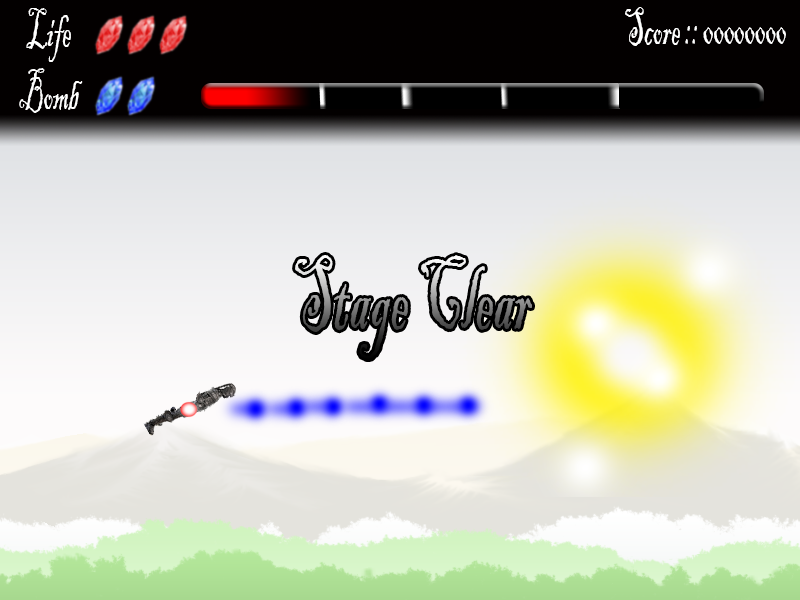 Life
Score :: 00000000
Bomb
Stage Clear